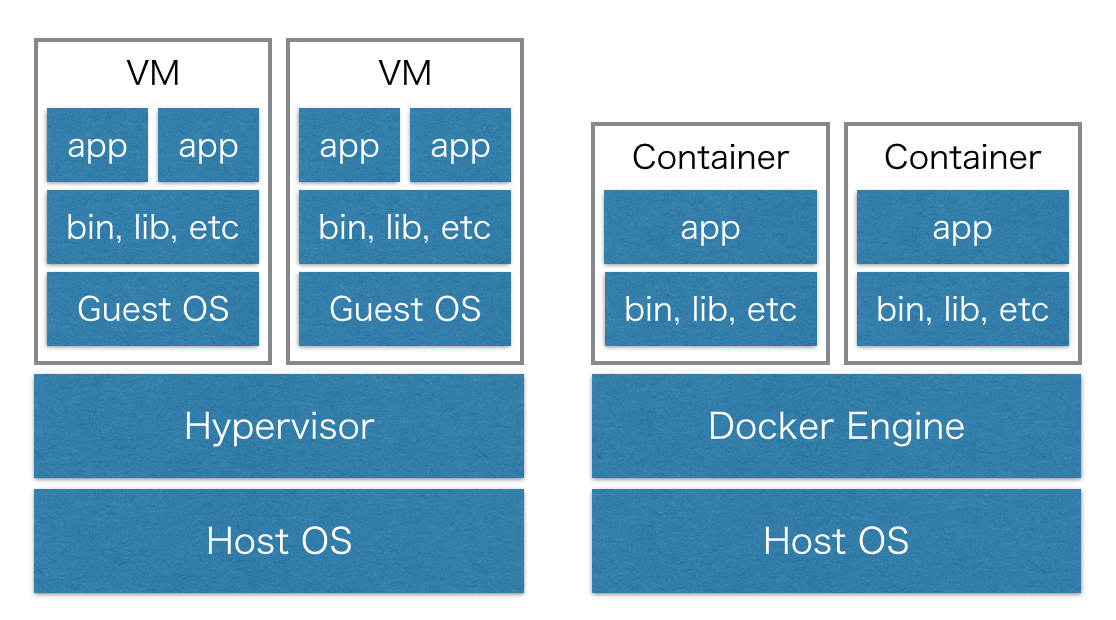 VM
app
app
bin, lib, etc
Guest OS
VM
app
app
bin, lib, etc
Guest OS
Hypervisor
Host OS
Container
app
bin, lib, etc
Container
app
bin, lib, etc
Docker Engine
Host OS